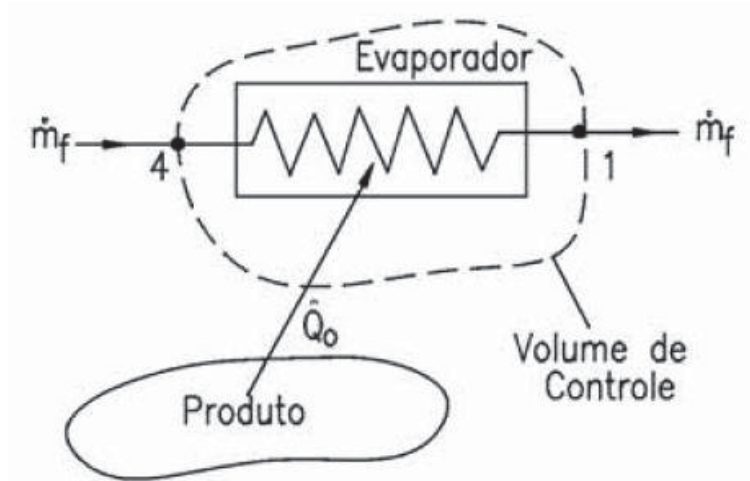 Evaporador
ṁf
4
1
ṁf
Q̇o
Volume de
Controle
Produto